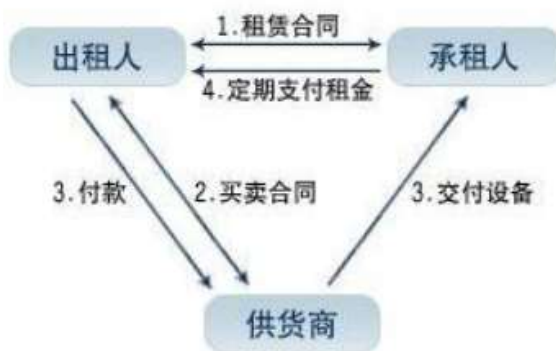 1.租赁合同
出租人
承租人
4.定期支付租金
3.付款
2.买卖合同
3.交付设备
供货商